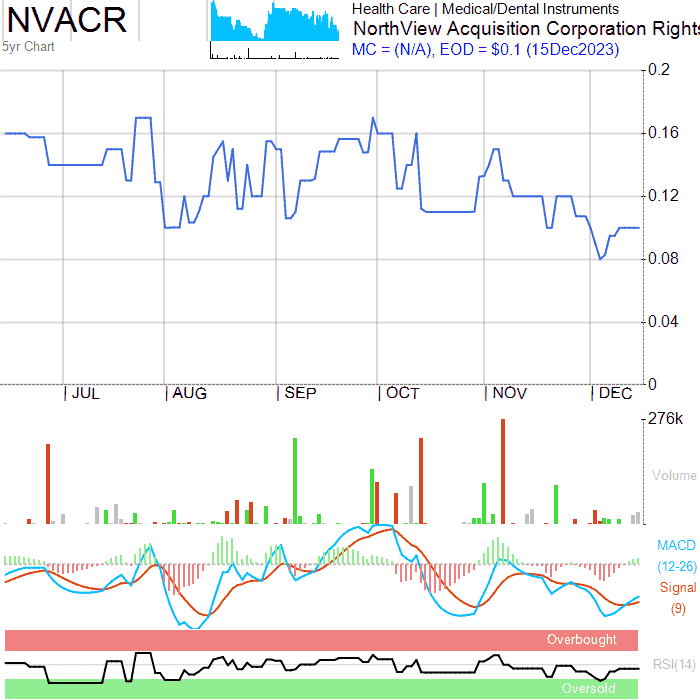 NVACR
5yr Chart
Health Care | Medical/Dental Instruments
NorthView Acquisition Corporation Rights
MC = (N/A), EOD = $0.1 (15Dec2023)
0.2
0.16
0.12
0.08
0.04
0
JUL AUG SEP OCT NOV DEC
276k
Volume
MACD
(12-26)
Signal
(9)
Overbought
RSI(14)
Oversold